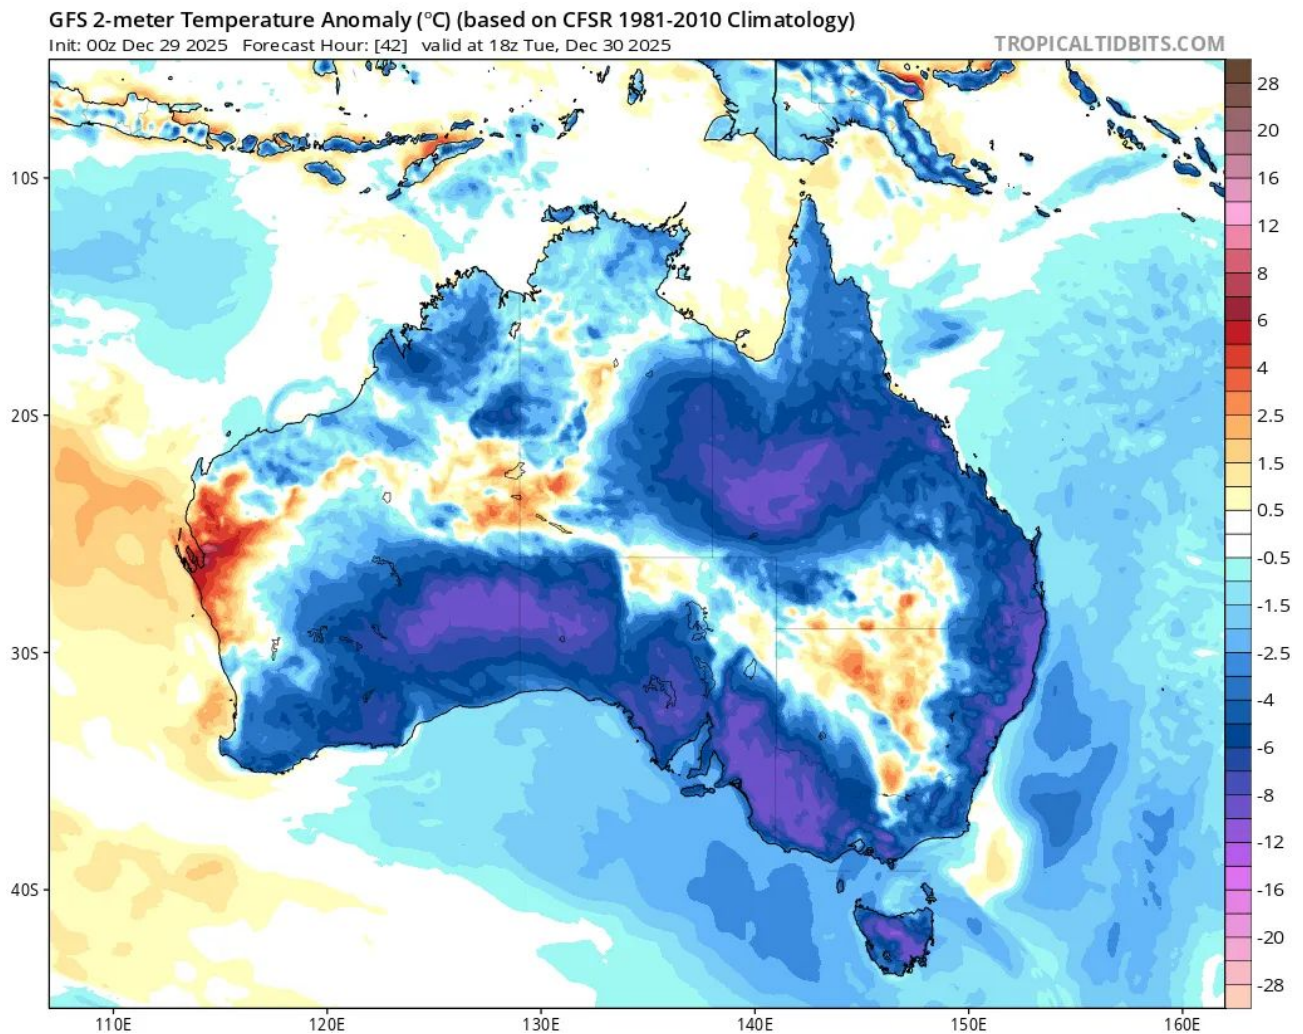 GFS 2-meter Temperature Anomaly (°C) (based on CFSR 1981-2010 Climatology)
Init: 00z Dec 29 2025 Forecast Hour: [42] valid at 18z Tue, Dec 30 2025
TROPICALTIDBITS.COM
28
20
16
12
8
6
4
2.5
1.5
0.5
-0.5
-1.5
-2.5
-4
-6
-8
-12
-16
-20
-28
10S
20S
30S
40S
110E
120E
130E
140E
150E
160E